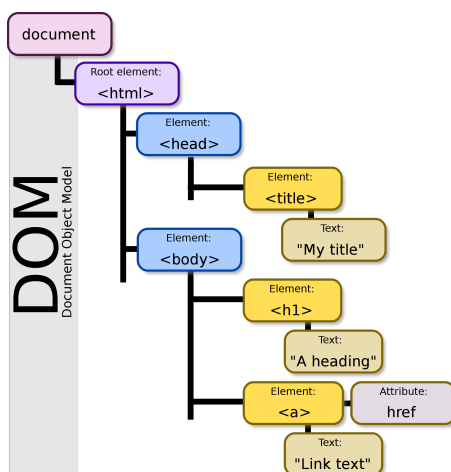 document
Root element:
<html>
Element:
<head>
Element:
<title>
Text:
"My title"
Element:
<body>
Element:
<h1>
Text:
"A heading"
Element:
<a>
Attribute:
href
Text:
"Link text"
DOM
Document Object Model